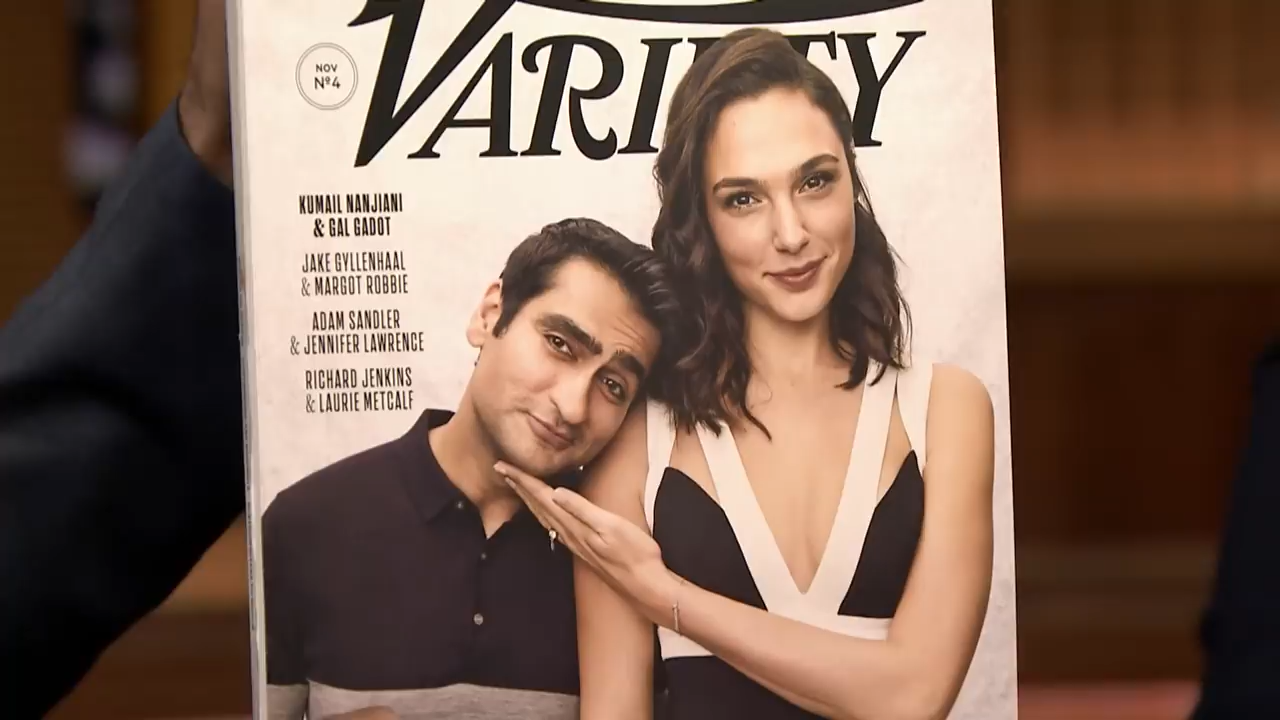 VARIETY
NOV
Nº4
KUMAIL NANJIANI
& GAL GADOT
JAKE GYLLENHAAL
& MARGOT ROBBIE
ADAM SANDLER
& JENNIFER LAWRENCE
RICHARD JENKINS
& LAURIE METCALF